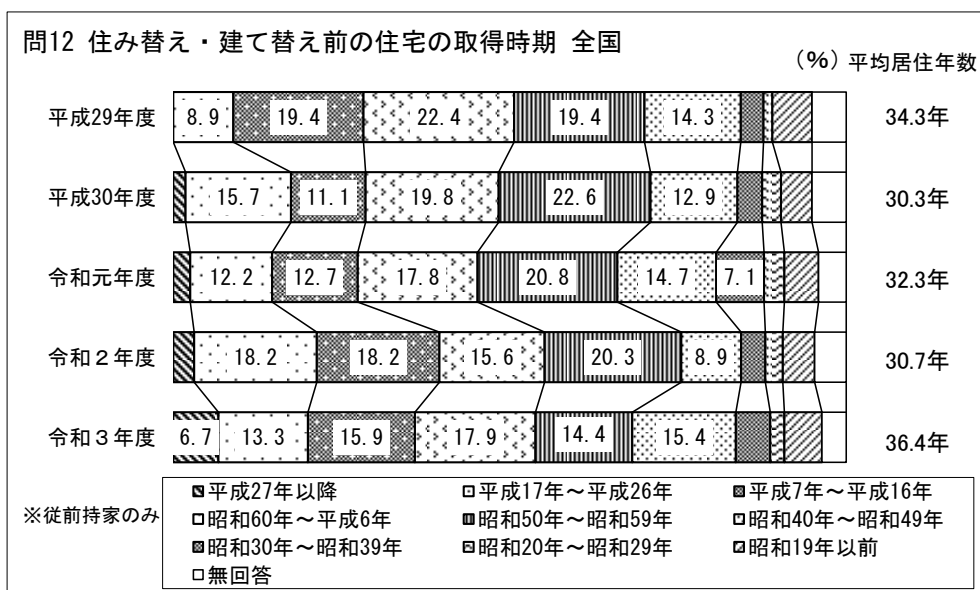 問12 住み替え・建て替え前の住宅の取得時期 全国
（%）平均居住年数
平成29年度 8.9 19.4 22.4 19.4 14.3 34.3年
平成30年度 15.7 11.1 19.8 22.6 12.9 30.3年
令和元年度 12.2 12.7 17.8 20.8 14.7 7.1 32.3年
令和２年度 18.2 18.2 15.6 20.3 8.9 30.7年
令和３年度 6.7 13.3 15.9 17.9 14.4 15.4 36.4年
※従前持家のみ
平成27年以降 平成17年～平成26年 平成7年～平成16年
昭和60年～平成6年 昭和50年～昭和59年 昭和40年～昭和49年
昭和30年～昭和39年 昭和20年～昭和29年 昭和19年以前
無回答